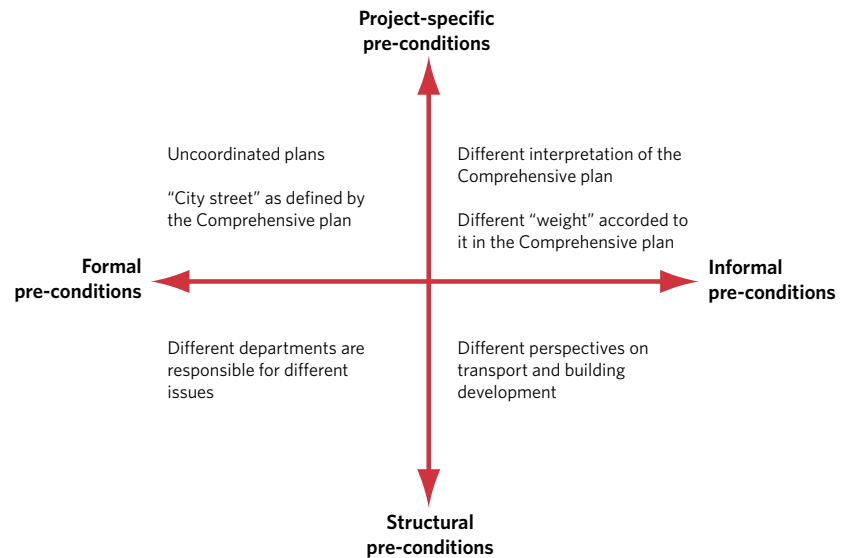 Project-specific
pre-conditions
Uncoordinated plans
“City street” as defined by
the Comprehensive plan
Different interpretation of the
Comprehensive plan
Different “weight” accorded to
it in the Comprehensive plan
Formal
pre-conditions
Informal
pre-conditions
Different departments are
responsible for different
issues
Different perspectives on
transport and building
development
Structural
pre-conditions